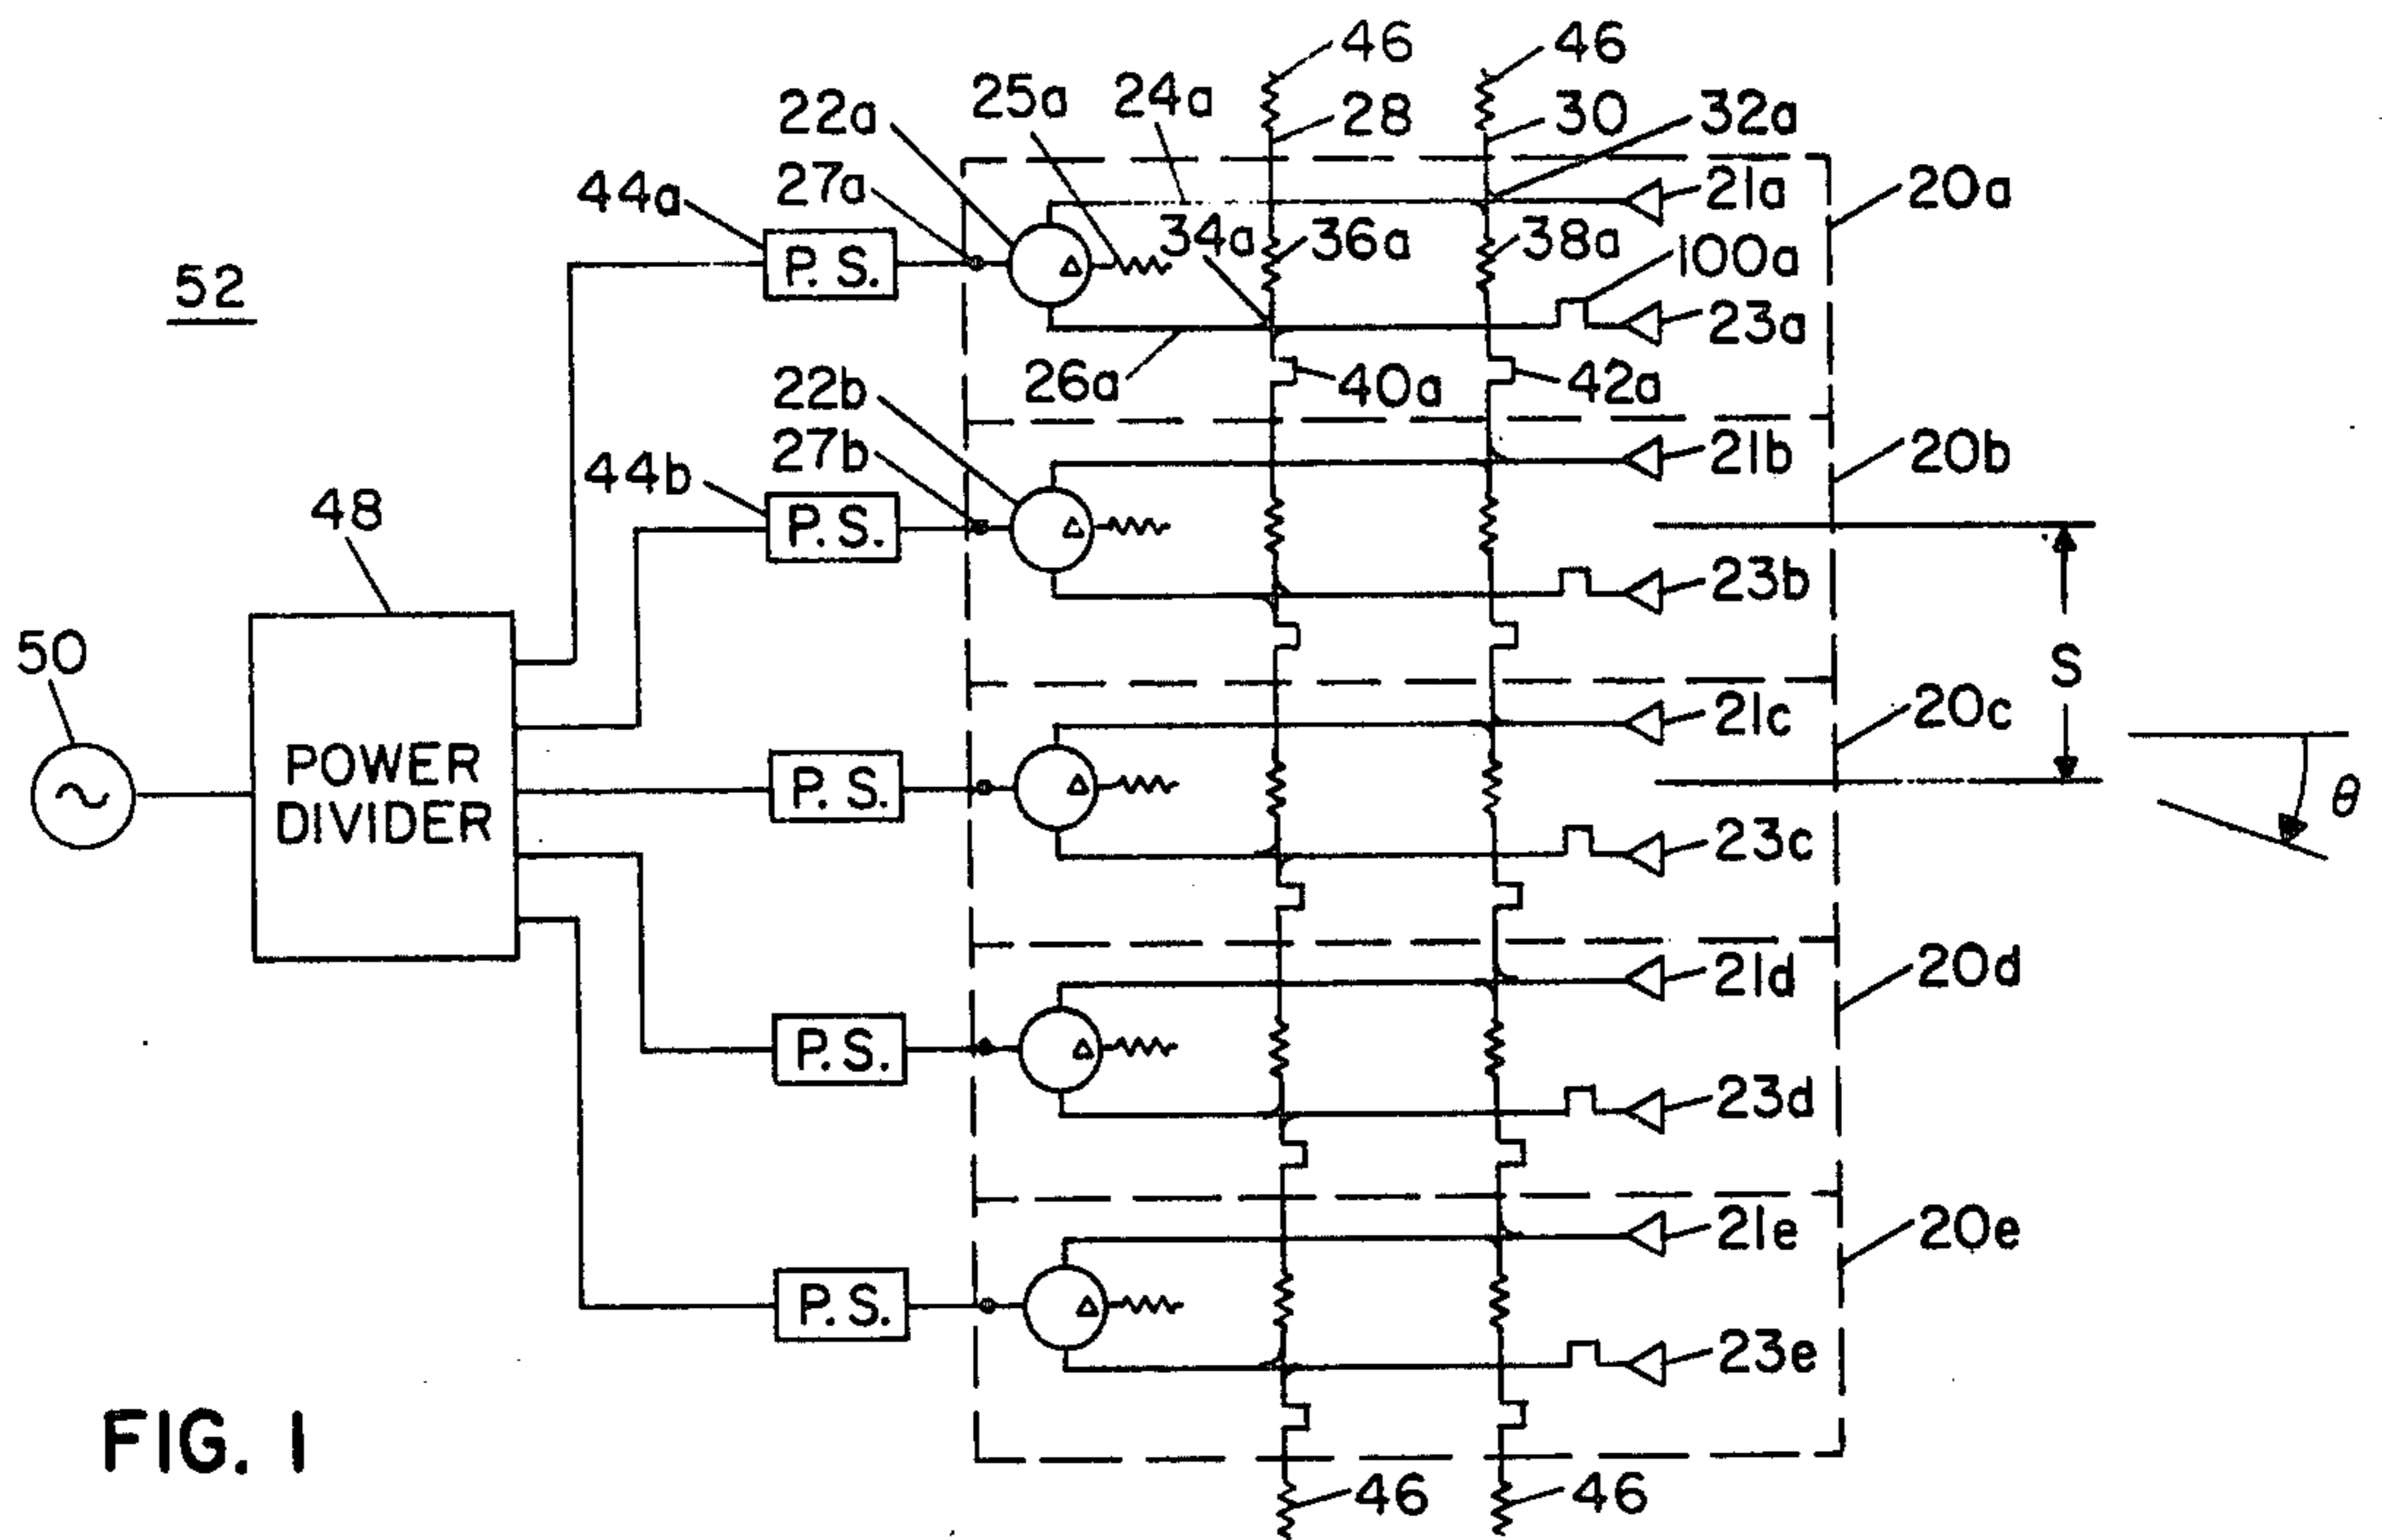 46 46
25a 24a 28 30 32a
22a
27a 21a 20a
44a 34a 36a 38a
P.S. 100a
52 23a
26a 40a 42a
22b
27b 21b 20b
44b
48 P.S. 23b
50 S
21c 20c
POWER P.S. θ
DIVIDER 23c
21d 20d
P.S. 23d
21e 20e
P.S. 23e
FIG. 1
46 46